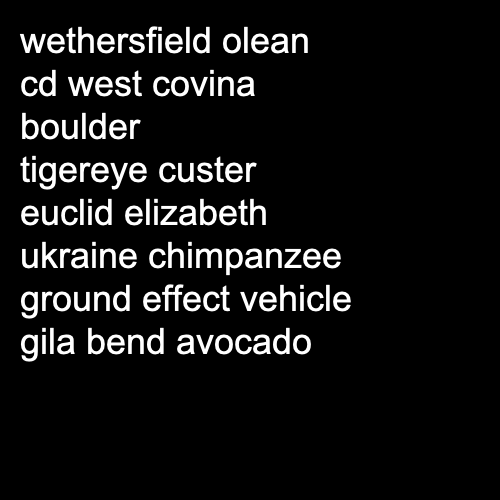 wethersfield olean
cd west covina
boulder
tigereye custer
euclid elizabeth
ukraine chimpanzee
ground effect vehicle
gila bend avocado